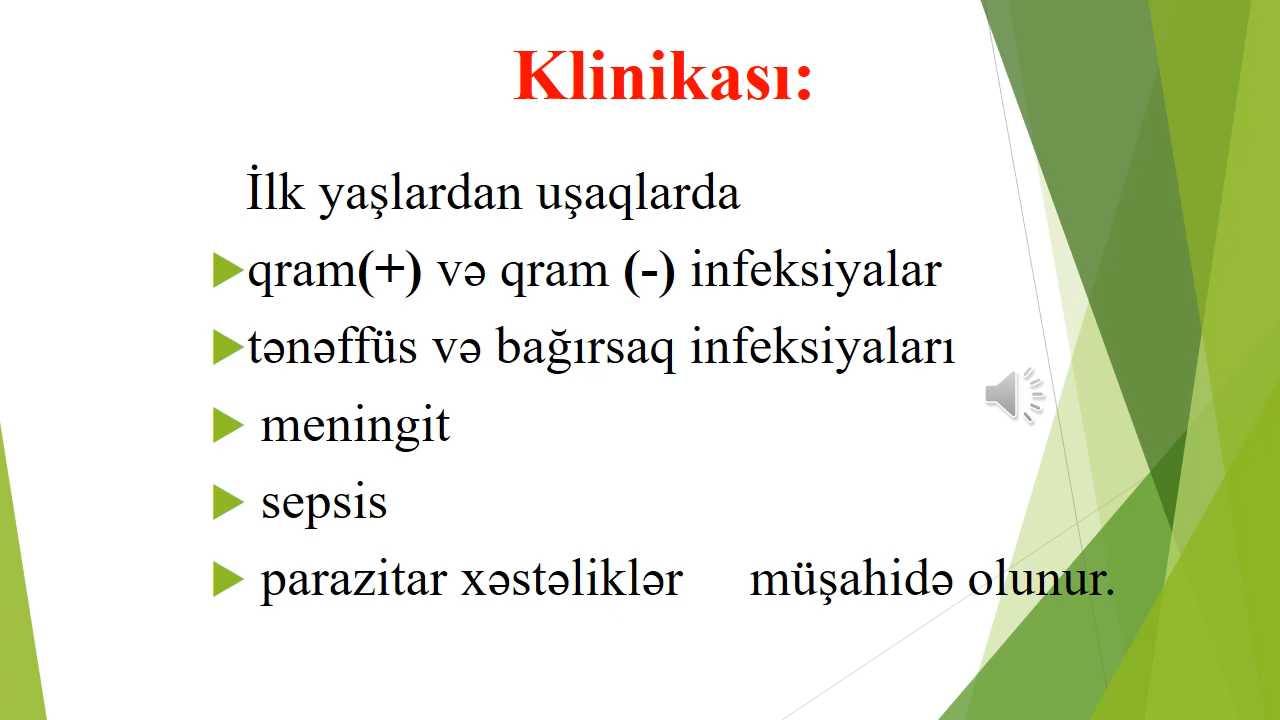 Klinikası:
İlk yaşlardan uşaqlarda
qram(+) və qram (-) infeksiyalar
tənəffüs və bağırsaq infeksiyaları
meningit
sepsis
parazitar xəstəliklər müşahidə olunur.